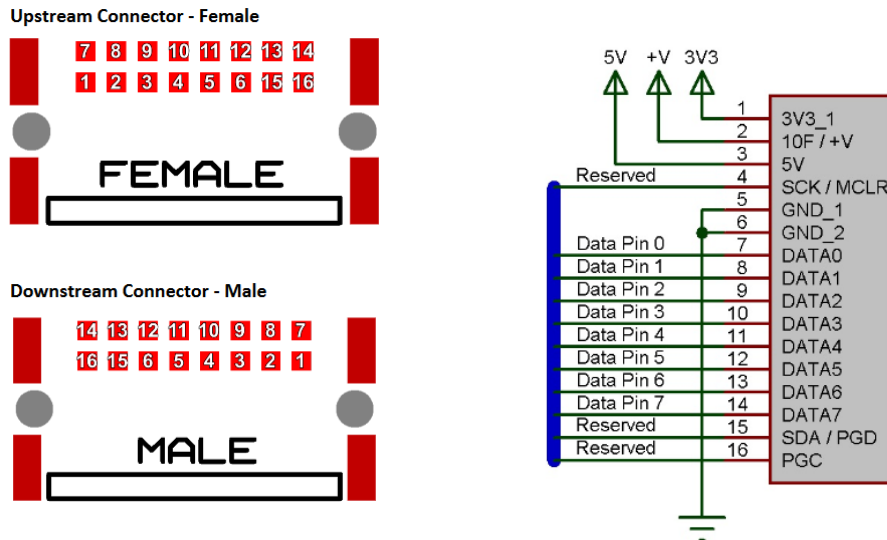 Upstream Connector - Female
7 8 9 10 11 12 13 14
1 2 3 4 5 6 15 16
FEMALE
Downstream Connector - Male
14 13 12 11 10 9 8 7
16 15 6 5 4 3 2 1
MALE
5V +V 3V3
1 3V3_1
2 10F / +V
3 5V
Reserved 4 SCK / MCLR
5 GND_1
6 GND_2
Data Pin 0 7 DATA0
Data Pin 1 8 DATA1
Data Pin 2 9 DATA2
Data Pin 3 10 DATA3
Data Pin 4 11 DATA4
Data Pin 5 12 DATA5
Data Pin 6 13 DATA6
Data Pin 7 14 DATA7
Reserved 15 SDA / PGD
Reserved 16 PGC